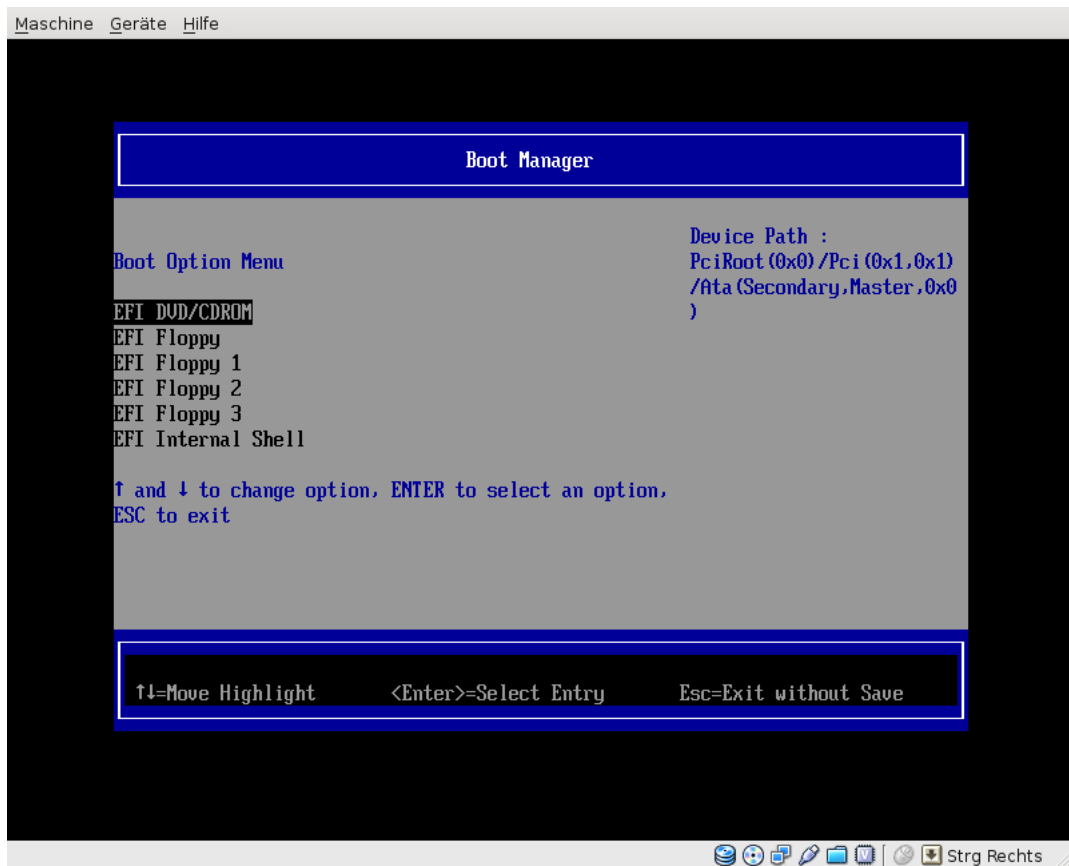 Maschine Geräte Hilfe
Boot Manager
Boot Option Menu
EFI DVD/CDROM
EFI Floppy
EFI Floppy 1
EFI Floppy 2
EFI Floppy 3
EFI Internal Shell
↑ and ↓ to change option, ENTER to select an option,
ESC to exit
Device Path :
PciRoot(0x0)/Pci(0x1,0x1)
/Ata(Secondary,Master,0x0
)
↑↓=Move Highlight <Enter>=Select Entry Esc=Exit without Save
Strg Rechts